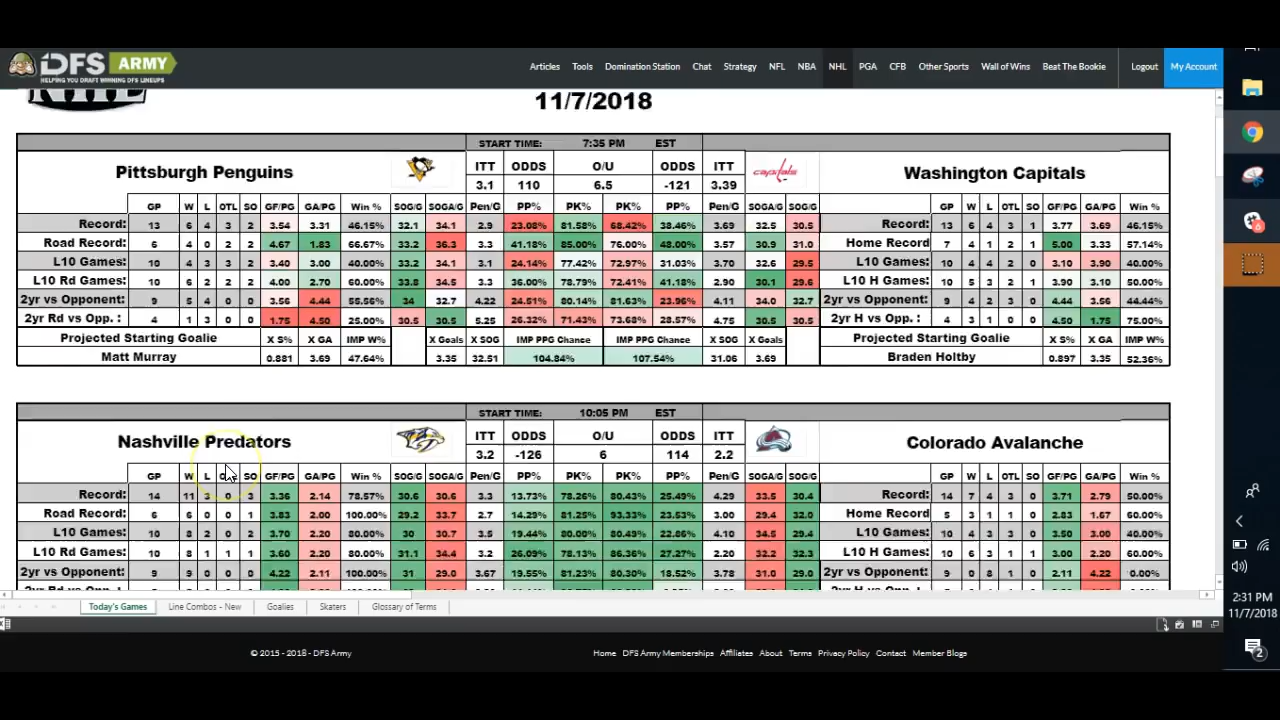 DFS ARMY
HELPING YOU DRAFT WINNING DFS LINEUPS
Articles Tools Domination Station Chat Strategy NFL NBA NHL PGA CFB Other Sports Wall of Wins Beat The Bookie Logout My Account
11/7/2018
START TIME: 7:35 PM EST
Pittsburgh Penguins ITT ODDS O/U ODDS ITT capitals Washington Capitals
3.1 110 6.5 -121 3.39
GP W L OTL SO GF/PG GA/PG Win % SOG/G SOGA/G Pen/G PP% PK% PK% PP% Pen/G SOGA/G SOG/G GP W L OTL SO GF/PG GA/PG Win %
Record: 13 6 4 3 2 3.54 3.31 46.15% 32.1 34.1 2.9 23.08% 81.58% 68.42% 38.46% 3.69 32.5 30.5 Record: 13 6 4 3 1 3.77 3.69 46.15%
Road Record: 6 4 0 2 2 4.67 1.83 66.67% 33.2 36.3 3.3 41.18% 85.00% 76.00% 48.00% 3.57 30.9 31.0 Home Record 7 4 1 2 1 5.00 3.33 57.14%
L10 Games: 10 4 3 3 2 3.40 3.00 40.00% 33.2 34.1 3.1 24.14% 77.42% 72.97% 31.03% 3.70 32.6 29.5 L10 Games: 10 4 4 2 0 3.10 3.90 40.00%
L10 Rd Games: 10 6 2 2 2 4.00 2.70 60.00% 33.8 34.5 3.3 36.00% 78.79% 72.41% 41.18% 2.90 30.1 29.6 L10 H Games: 10 5 3 2 1 3.90 3.10 50.00%
2yr vs Opponent: 9 5 4 0 0 3.56 4.44 55.56% 34 32.7 4.22 24.51% 80.14% 81.63% 23.96% 4.11 34.0 32.7 2yr vs Opponent: 9 4 2 3 0 4.44 3.56 44.44%
2yr Rd vs Opp. : 4 1 3 0 0 1.75 4.50 25.00% 30.5 30.5 5.25 26.32% 71.43% 73.68% 28.57% 4.75 30.5 30.5 2yr H vs Opp. : 4 3 1 0 0 4.50 1.75 75.00%
Projected Starting Goalie X S% X GA IMP W% X Goals X SOG IMP PPG Chance IMP PPG Chance X SOG X Goals Projected Starting Goalie X S% X GA IMP W%
Matt Murray 0.881 3.69 47.64% 3.35 32.51 104.84% 107.54% 31.06 3.69 Braden Holtby 0.897 3.35 52.36%
START TIME: 10:05 PM EST
Nashville Predators ITT ODDS O/U ODDS ITT Colorado Avalanche
3.2 -126 6 114 2.2
GP W L SO GF/PG GA/PG Win % SOG/G SOGA/G Pen/G PP% PK% PK% PP% Pen/G SOGA/G SOG/G GP W L OTL SO GF/PG GA/PG Win %
Record: 14 11 3 0 3 3.36 2.14 78.57% 30.6 30.6 3.3 13.73% 78.26% 80.43% 25.49% 4.29 33.5 30.4 Record: 14 7 4 3 0 3.71 2.79 50.00%
Road Record: 6 6 0 0 1 3.83 2.00 100.00% 29.2 33.7 2.7 14.29% 81.25% 93.33% 23.53% 3.00 29.4 32.0 Home Record 5 3 1 1 0 2.83 1.67 60.00%
L10 Games: 10 8 2 0 2 3.70 2.20 80.00% 30 30.7 3.5 19.44% 80.00% 80.49% 22.86% 4.10 34.5 29.4 L10 Games: 10 4 3 3 0 3.50 3.00 40.00%
L10 Rd Games: 10 8 1 1 1 3.60 2.20 80.00% 31.1 34.4 3.2 26.09% 78.13% 86.36% 27.27% 2.20 32.2 32.3 L10 H Games: 10 6 3 1 1 3.00 2.20 60.00%
2yr vs Opponent: 9 9 0 0 0 4.22 2.11 100.00% 31 29.0 3.67 19.55% 81.23% 80.30% 18.52% 3.78 31.0 29.0 2yr vs Opponent: 9 0 8 1 0 2.11 4.22 0.00%
Today's Games Line Combos - New Goalies Skaters Glossary of Terms
© 2015 - 2018 - DFS Army Home DFS Army Memberships Affiliates About Terms Privacy Policy Contact Member Blogs
2:31 PM
11/7/2018
2